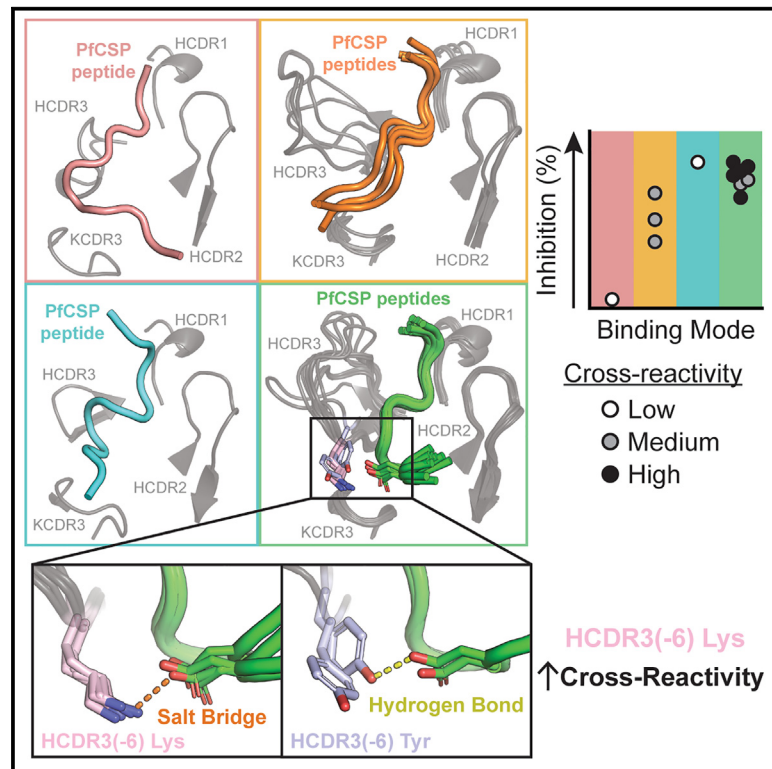 PfCSP
peptide
HCDR1
HCDR3
KCDR3
HCDR2
PfCSP
peptides
HCDR1
HCDR3
KCDR3
HCDR2
PfCSP
peptide
HCDR1
HCDR3
HCDR2
KCDR3
PfCSP peptides
HCDR1
HCDR3
HCDR2
KCDR3
Inhibition (%)
Binding Mode
Cross-reactivity
Low
Medium
High
Salt Bridge
HCDR3(-6) Lys
Hydrogen Bond
HCDR3(-6) Tyr
HCDR3(-6) Lys
↑Cross-Reactivity